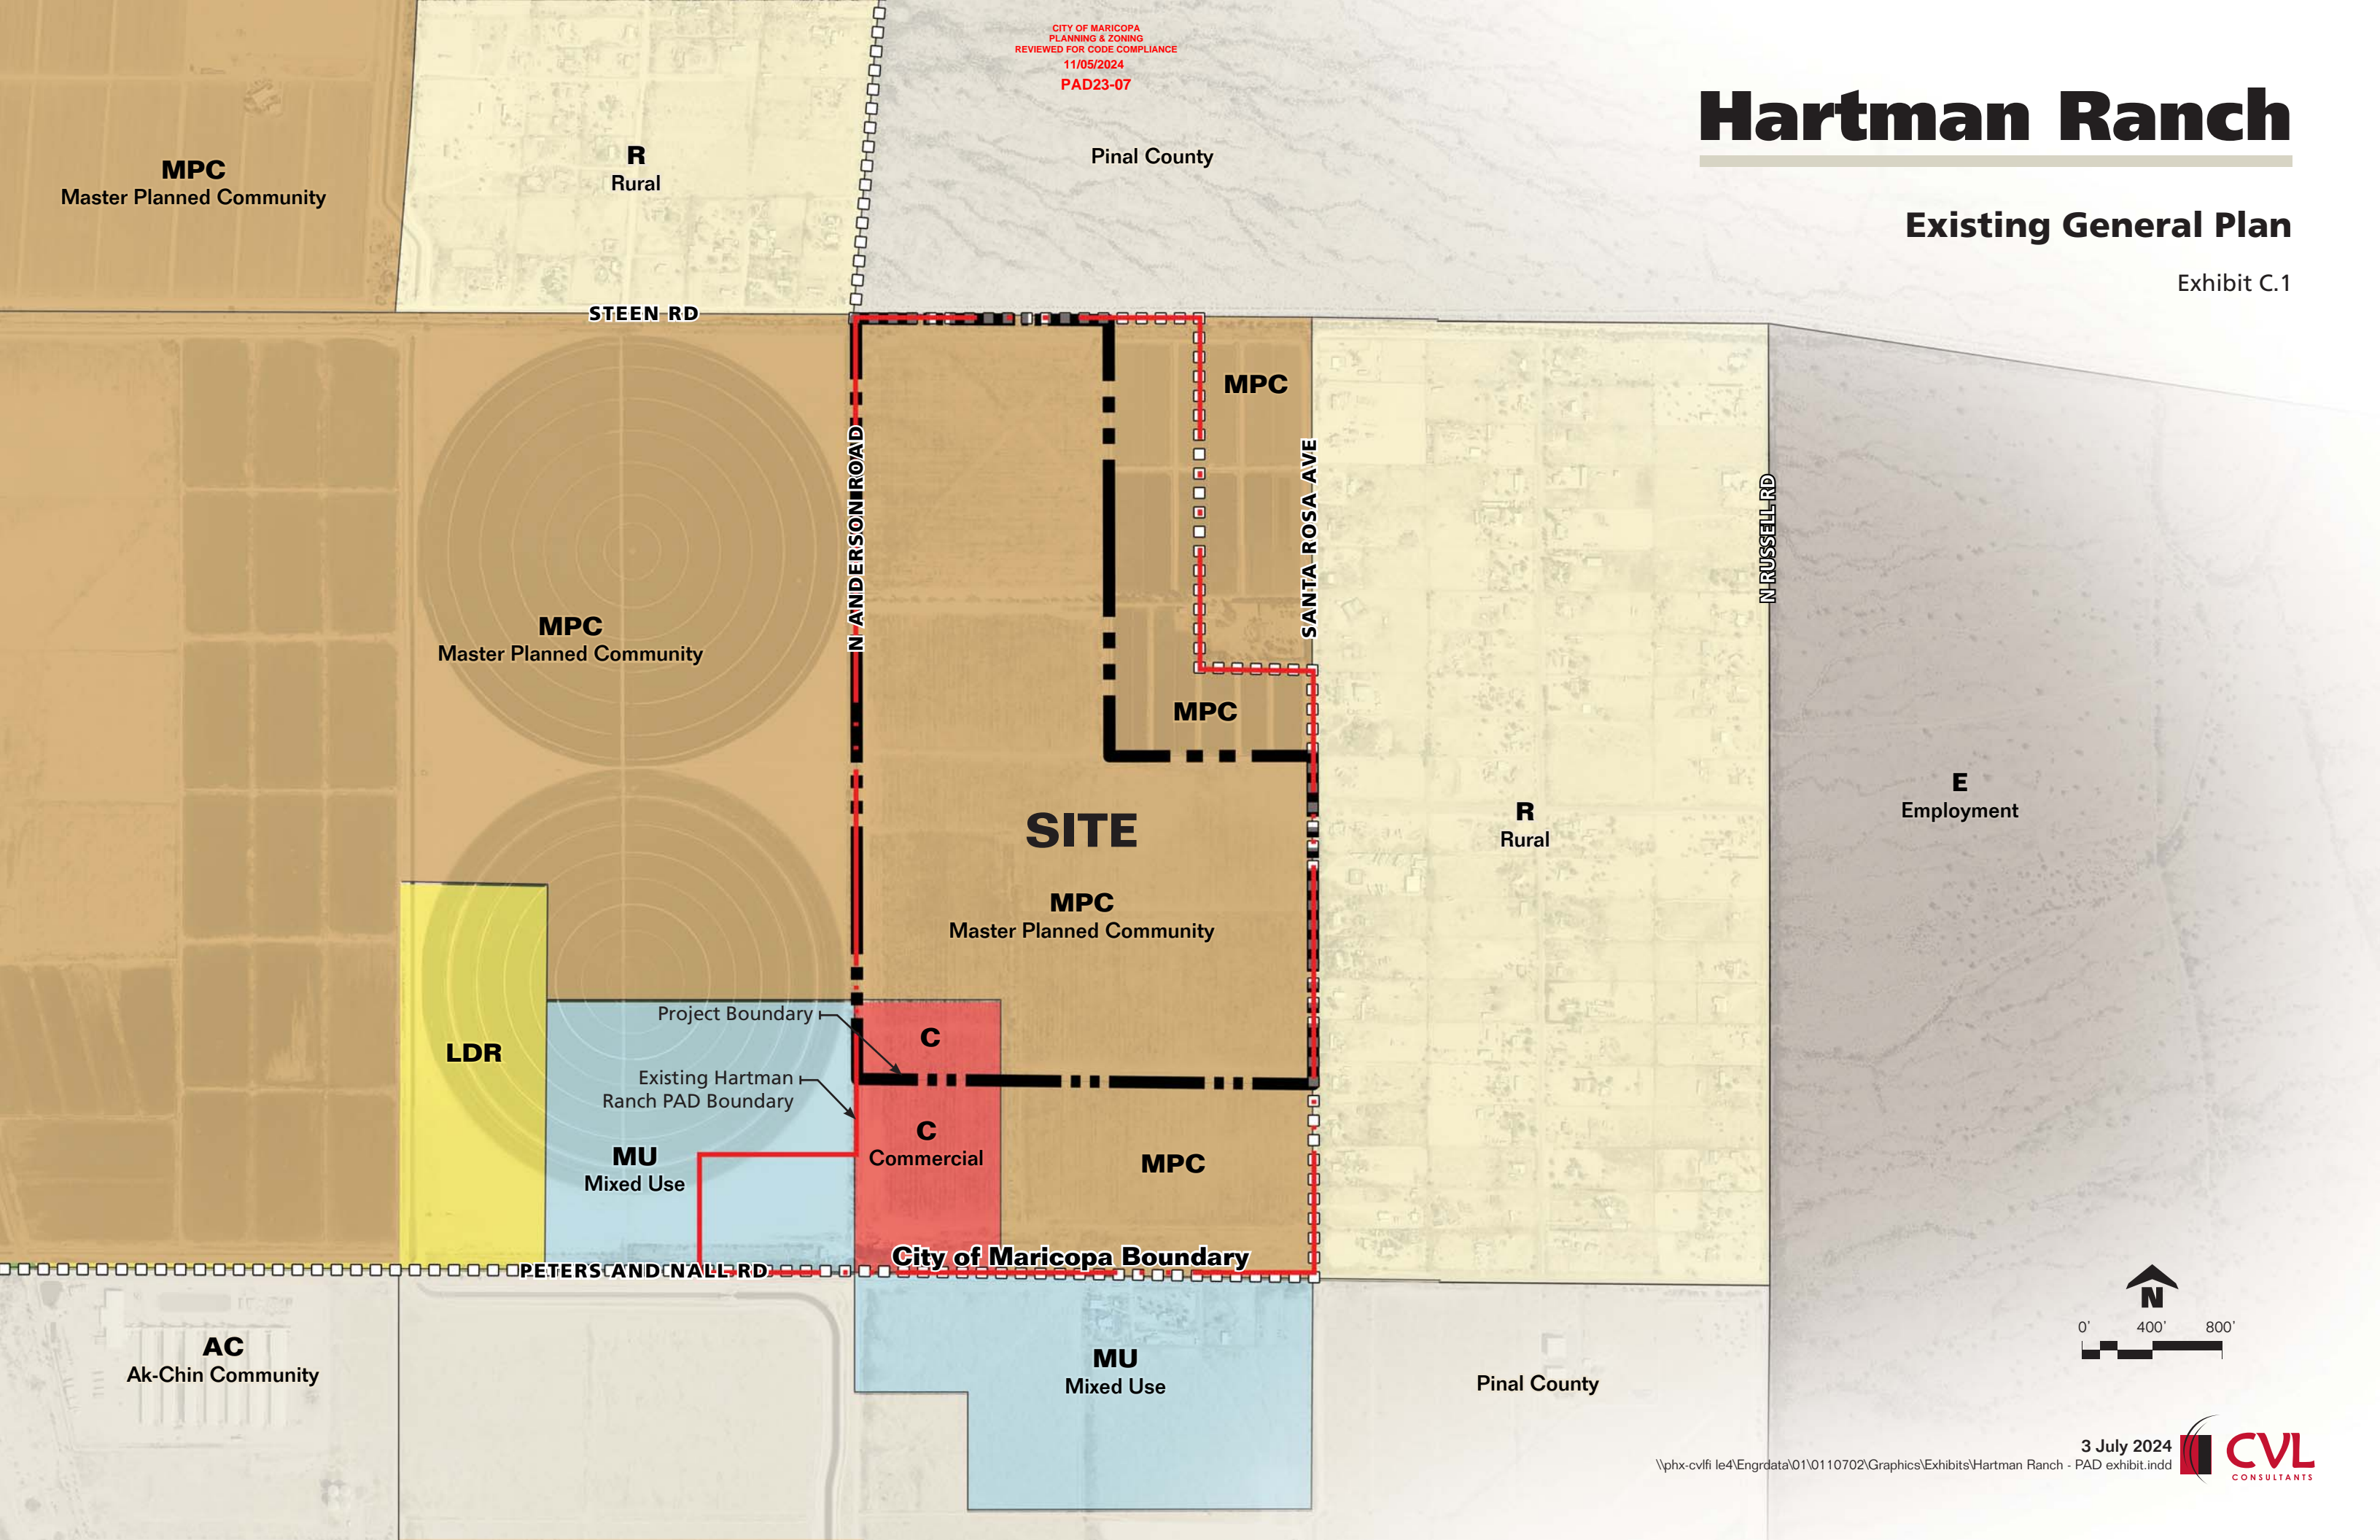 CITY OF MARICOPA
PLANNING & ZONING
REVIEWED FOR CODE COMPLIANCE
11/05/2024
PAD23-07
Hartman Ranch
Existing General Plan
Exhibit C.1
MPC
Master Planned Community
R
Rural
Pinal County
STEEN RD
MPC
N ANDERSON ROAD
SANTA ROSA AVE
N RUSSELL RD
MPC
Master Planned Community
MPC
SITE
MPC
Master Planned Community
R
Rural
E
Employment
Project Boundary
C
LDR
Existing Hartman
Ranch PAD Boundary
C
Commercial
MU
Mixed Use
MPC
City of Maricopa Boundary
PETERS AND NALL RD
AC
Ak-Chin Community
MU
Mixed Use
Pinal County
N
0' 400' 800'
3 July 2024
\\phx-cvlfi le4\Engrdata\01\0110702\Graphics\Exhibits\Hartman Ranch - PAD exhibit.indd
CVL
CONSULTANTS